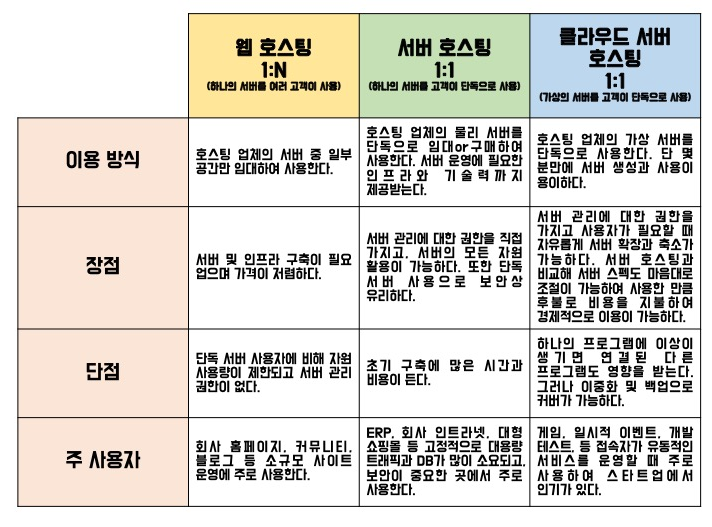 웹 호스팅
1:N
(하나의 서버를 여러 고객이 사용)
서버 호스팅
1:1
(하나의 서버를 고객이 단독으로 사용)
클라우드 서버
호스팅
1:1
(가상의 서버를 고객이 단독으로 사용)
이용 방식
호스팅 업체의 서버 중 일부
공간만 임대하여 사용한다.
호스팅 업체의 물리 서버를
단독으로 임대or구매하여
사용한다. 서버 운영에 필요한
인프라와 기술력까지
제공받는다.
호스팅 업체의 가상 서버를
단독으로 사용한다. 단 몇
분만에 서버 생성과 사용이
용이하다.
장점
서버 및 인프라 구축이 필요
없으며 가격이 저렴하다.
서버 관리에 대한 권한을 직접
가지고, 서버의 모든 자원
활용이 가능하다. 또한 단독
서버 사용으로 보안상
유리하다.
서버 관리에 대한 권한을
가지고 사용자가 필요할 때
자유롭게 서버 확장과 축소가
가능하다. 서버 호스팅과
비교해 서버 스펙도 마음대로
조절이 가능하여 사용한 만큼
후불로 비용을 지불하여
경제적으로 이용이 가능하다.
단점
단독 서버 사용자에 비해 자원
사용량이 제한되고 서버 관리
권한이 없다.
초기 구축에 많은 시간과
비용이 든다.
하나의 프로그램에 이상이
생기면 연결된 다른
프로그램도 영향을 받는다.
그러나 이중화 및 백업으로
커버가 가능하다.
주 사용자
회사 홈페이지, 커뮤니티,
블로그 등 소규모 사이트
운영에 주로 사용한다.
ERP, 회사 인트라넷, 대형
쇼핑몰 등 고정적으로 대용량
트래픽과 DB가 많이 소요되고,
보안이 중요한 곳에서 주로
사용한다.
게임, 일시적 이벤트, 개발
테스트, 등 접속자가 유동적인
서비스를 운영할 때 주로
사용하여 스타트업에서
인기가 있다.